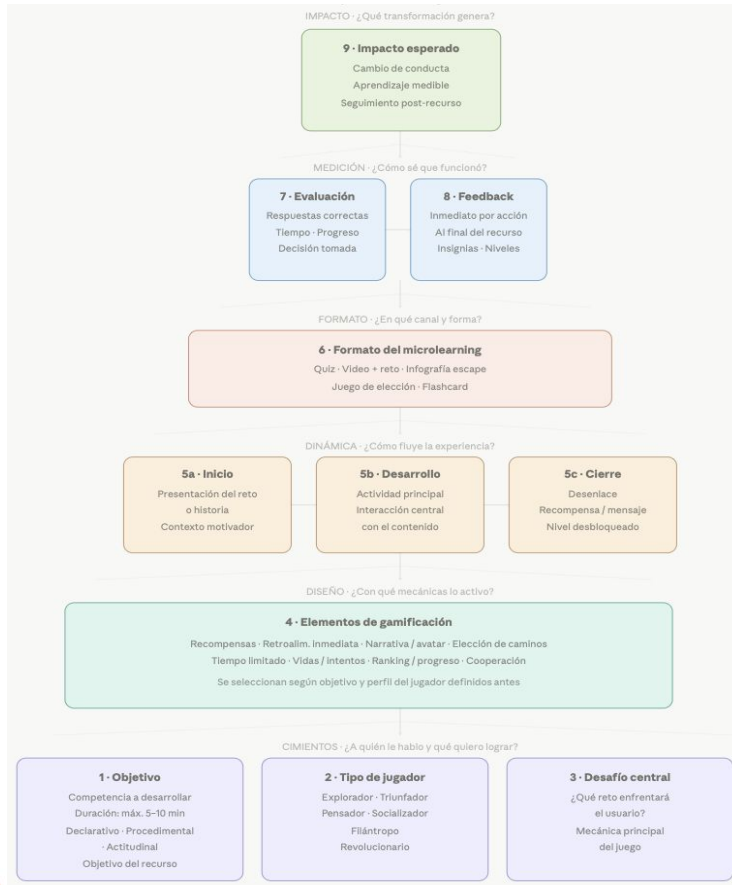 IMPACTO · ¿Qué transformación genera?
9 · Impacto esperado
Cambio de conducta
Aprendizaje medible
Seguimiento post-recurso
MEDICIÓN · ¿Cómo sé que funcionó?
7 · Evaluación
Respuestas correctas
Tiempo · Progreso
Decisión tomada
8 · Feedback
Inmediato por acción
Al final del recurso
Insignias · Niveles
FORMATO · ¿En qué canal y forma?
6 · Formato del microlearning
Quiz · Video + reto · Infografía escape
Juego de elección · Flashcard
DINÁMICA · ¿Cómo fluye la experiencia?
5a · Inicio
Presentación del reto
o historia
Contexto motivador
5b · Desarrollo
Actividad principal
Interacción central
con el contenido
5c · Cierre
Desenlace
Recompensa / mensaje
Nivel desbloqueado
DISEÑO · ¿Con qué mecánicas lo activo?
4 · Elementos de gamificación
Recompensas · Retroalim. Inmediata · Narrativa / avatar · Elección de caminos
Tiempo limitado · Vidas / intentos · Ranking / progreso · Cooperación
Se seleccionan según objetivo y perfil del jugador definidos antes
CIMIENTOS · ¿A quién le hablo y qué quiero lograr?
1 · Objetivo
Competencia a desarrollar
Duración: máx. 5-10 min
Declarativo · Procedimental
· Actitudinal
Objetivo del recurso
2 · Tipo de jugador
Explorador · Triunfador
Pensador · Socializador
Filántropo
Revolucionario
3 · Desafío central
¿Qué reto enfrentará
el usuario?
Mecánica principal
del juego